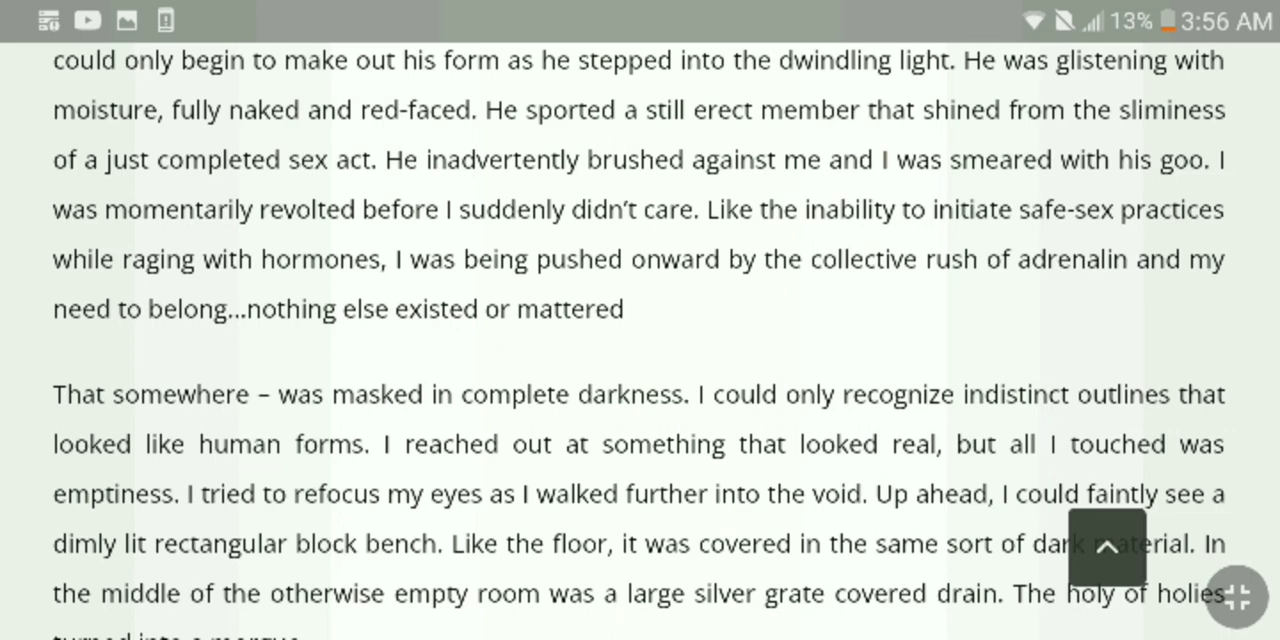 13% 3:56 AM
could only begin to make out his form as he stepped into the dwindling light. He was glistening with
moisture, fully naked and red-faced. He sported a still erect member that shined from the sliminess
of a just completed sex act. He inadvertently brushed against me and I was smeared with his goo. I
was momentarily revolted before I suddenly didn’t care. Like the inability to initiate safe-sex practices
while raging with hormones, I was being pushed onward by the collective rush of adrenalin and my
need to belong...nothing else existed or mattered
That somewhere – was masked in complete darkness. I could only recognize indistinct outlines that
looked like human forms. I reached out at something that looked real, but all I touched was
emptiness. I tried to refocus my eyes as I walked further into the void. Up ahead, I could faintly see a
dimly lit rectangular block bench. Like the floor, it was covered in the same sort of dark material. In
the middle of the otherwise empty room was a large silver grate covered drain. The holy of holies